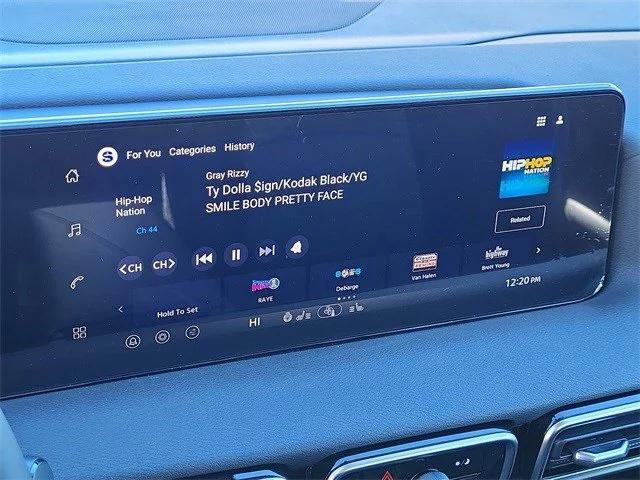 For You Categories History
Gray Rizzy
Ty Dolla $ign/Kodak Black/YG
SMILE BODY PRETTY FACE
Hip-Hop
Nation
Ch 44
HIPHOP
NATION
Related
<CH CH>
Hold To Set
RAYE
Debarge
Van Halen
the highway
Brett Young
HI
12:20 PM